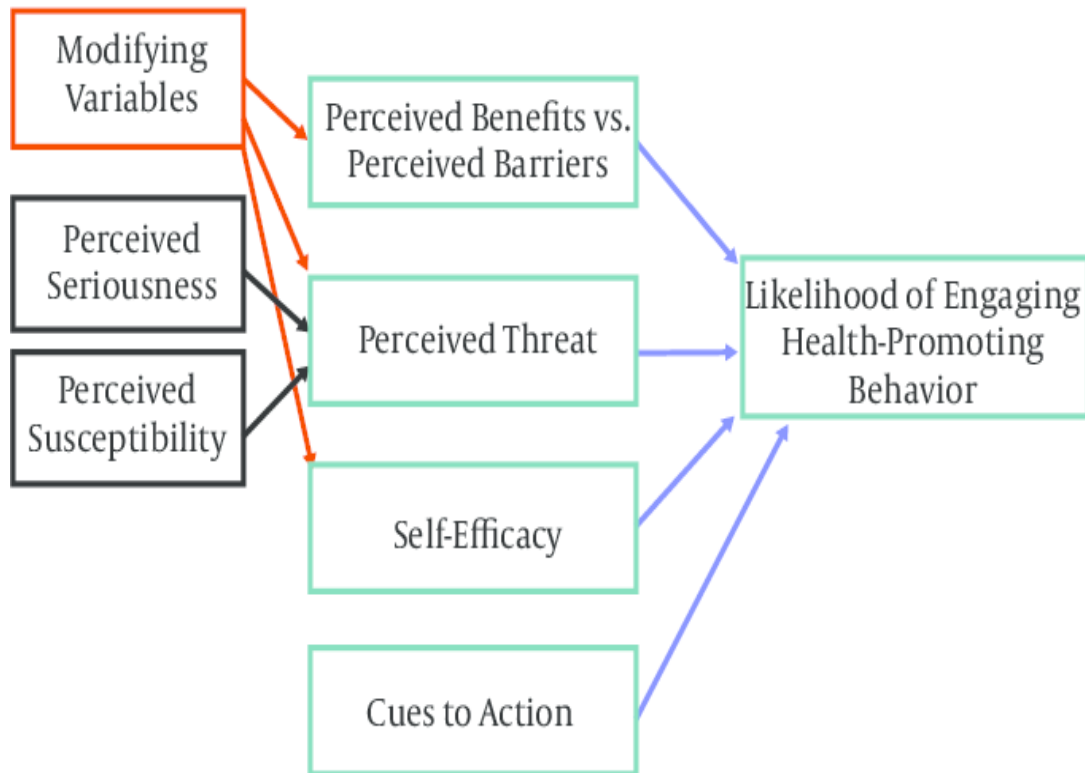 Modifying
Variables
Perceived Benefits vs.
Perceived Barriers
Perceived
Seriousness
Perceived Threat
Likelihood of Engaging
Health-Promoting
Behavior
Perceived
Susceptibility
Self-Efficacy
Cues to Action